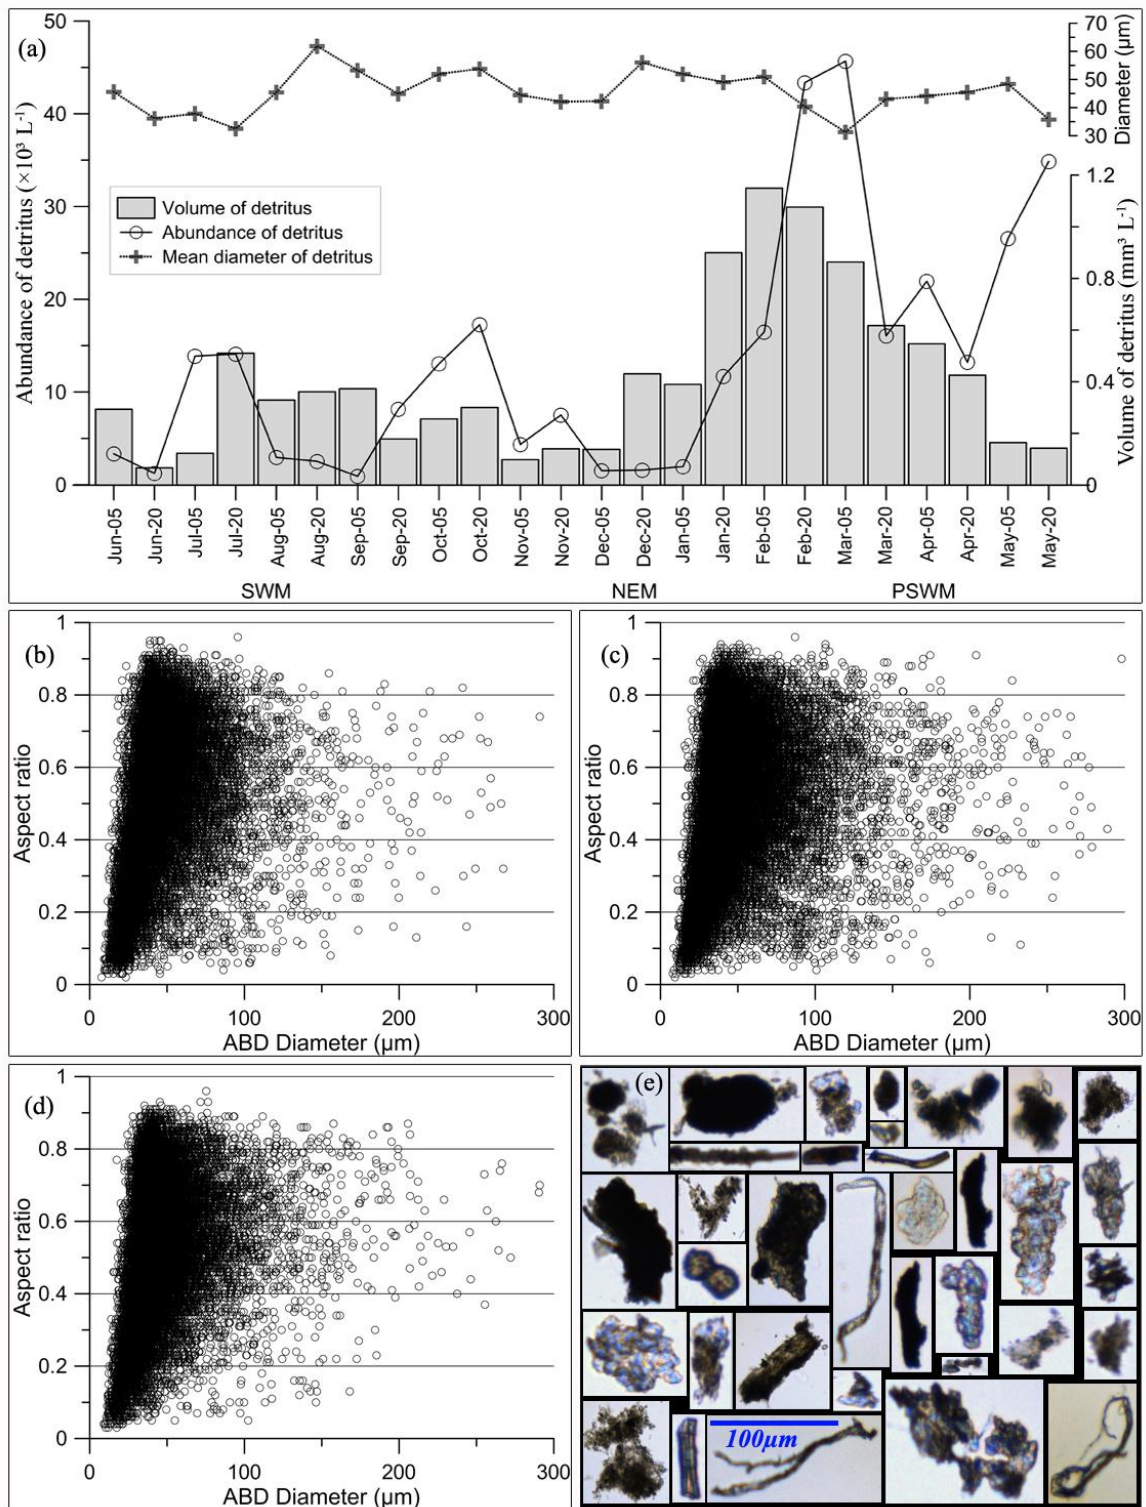 (a)
Abundance of detritus (×10³ L⁻¹)
50
40
30
20
10
0
Diameter (µm)
70
60
50
40
30
Volume of detritus (mm³ L⁻¹)
1.2
0.8
0.4
0
Volume of detritus
Abundance of detritus
Mean diameter of detritus
Jun-05
Jun-20
Jul-05
Jul-20
Aug-05
Aug-20
Sep-05
Sep-20
Oct-05
Oct-20
Nov-05
Nov-20
Dec-05
Dec-20
Jan-05
Jan-20
Feb-05
Feb-20
Mar-05
Mar-20
Apr-05
Apr-20
May-05
May-20
SWM NEM PSWM
(b)
Aspect ratio
1
0.8
0.6
0.4
0.2
0
0 100 200 300
ABD Diameter (µm)
(c)
Aspect ratio
1
0.8
0.6
0.4
0.2
0
0 100 200 300
ABD Diameter (µm)
(d)
Aspect ratio
1
0.8
0.6
0.4
0.2
0
0 100 200 300
ABD Diameter (µm)
(e)
100µm